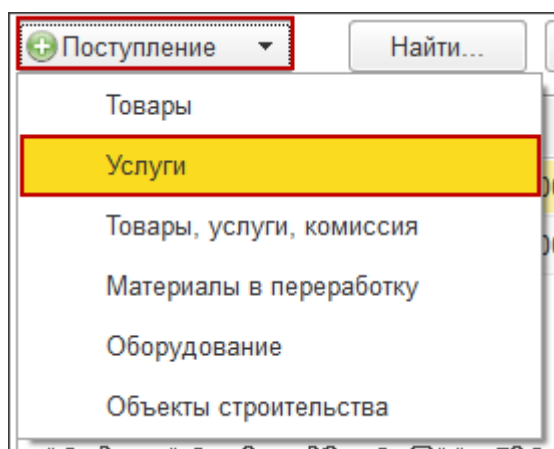 Поступление Найти...
Товары
Услуги
Товары, услуги, комиссия
Материалы в переработку
Оборудование
Объекты строительства